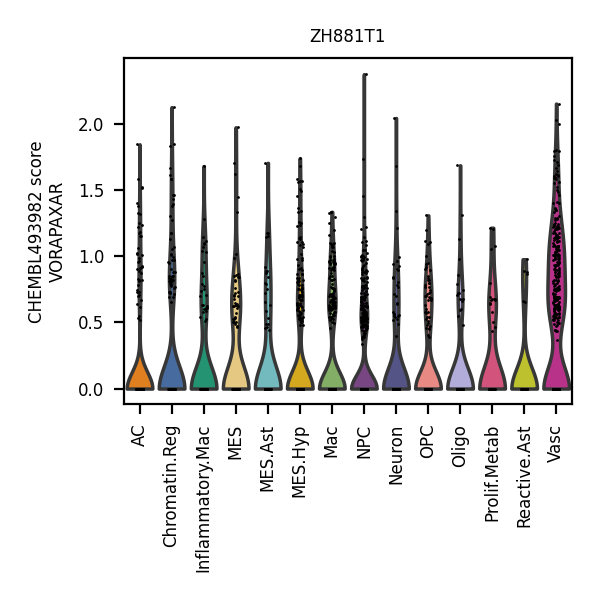 ZH881T1
CHEMBL493982 score
VORAPAXAR
2.0
1.5
1.0
0.5
0.0
AC
Chromatin.Reg
Inflammatory.Mac
MES
MES.Ast
MES.Hyp
Mac
NPC
Neuron
OPC
Oligo
Prolif.Metab
Reactive.Ast
Vasc